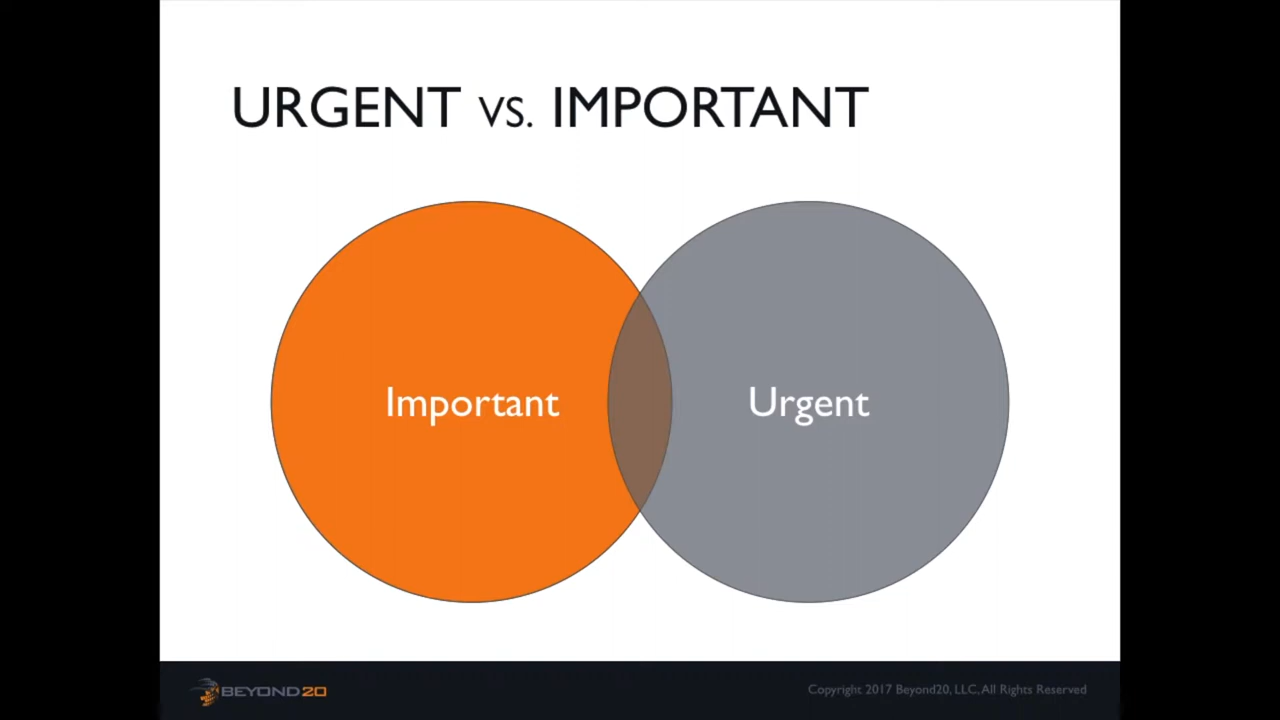 URGENT vs. IMPORTANT
Important
Urgent
BEYOND20
Copyright 2017 Beyond20, LLC, All Rights Reserved